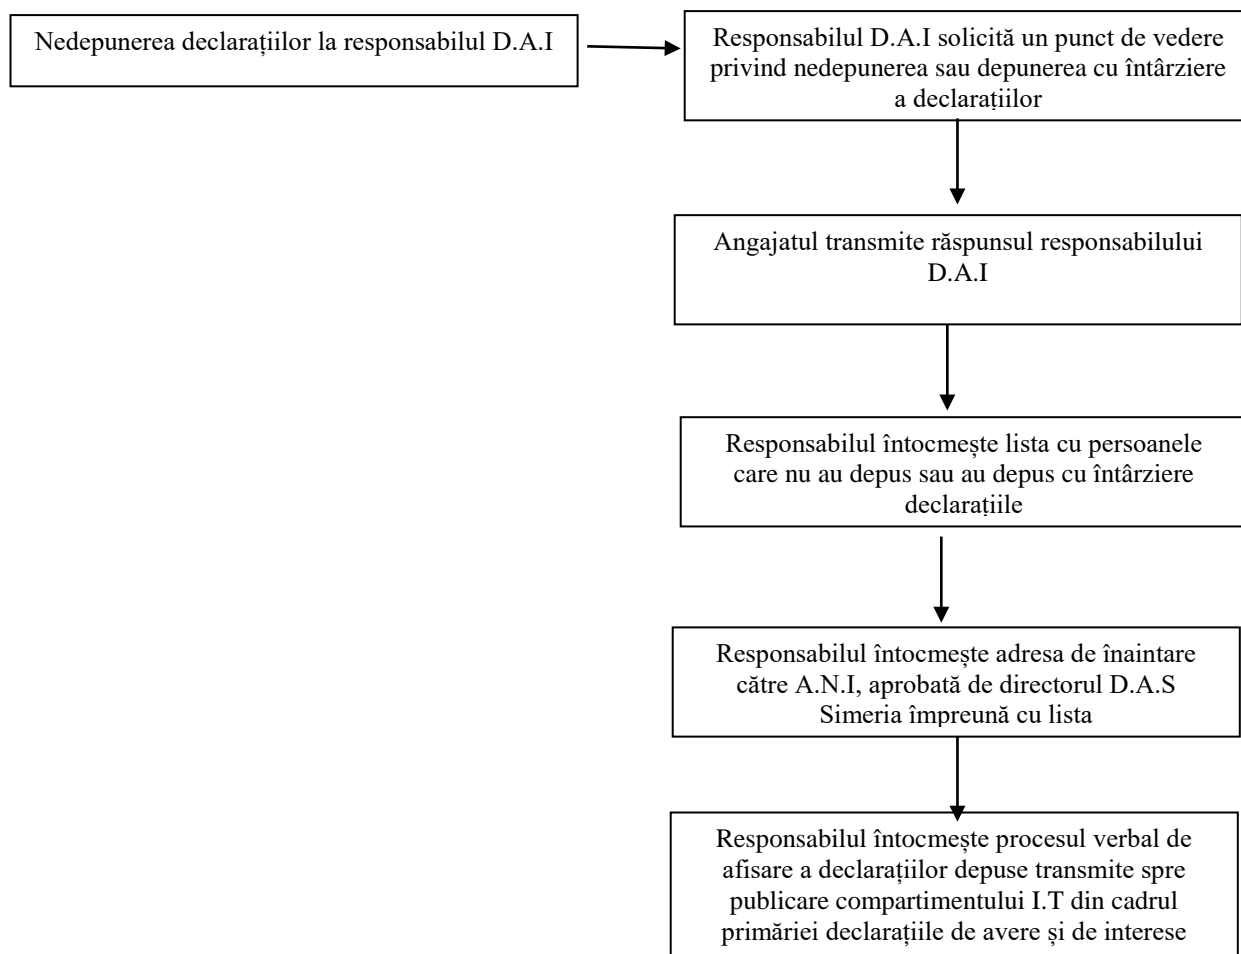 Nedepunerea declarațiilor la responsabilul D.A.I
Responsabilul D.A.I solicită un punct de vedere
privind nedepunerea sau depunerea cu întârziere
a declarațiilor
Angajatul transmite răspunsul responsabilului
D.A.I
Responsabilul întocmește lista cu persoanele
care nu au depus sau au depus cu întârziere
declarațiile
Responsabilul întocmește adresa de înaintare
către A.N.I, aprobată de directorul D.A.S
Simeria împreună cu lista
Responsabilul întocmește procesul verbal de
afisare a declarațiilor depuse transmite spre
publicare compartimentului I.T din cadrul
primăriei declarațiile de avere și de interese